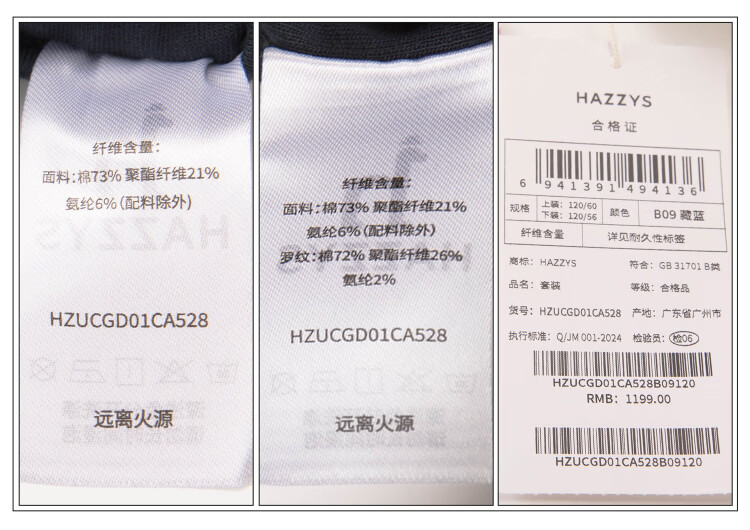 纤维含量:
面料:棉73% 聚酯纤维21%
氨纶6%(配料除外)
HAZZYS
HZUCGD01CA528
远离火源
纤维含量:
面料:棉73% 聚酯纤维21%
氨纶6%(配料除外)
罗纹:棉72% 聚酯纤维26%
氨纶2%
HAZZYS
HZUCGD01CA528
远离火源
HAZZYS
合格证
6 941391 494136
规格 上装: 120/60 下装: 120/56 颜色 B09 藏蓝
纤维含量 详见耐久性标签
商标: HAZZYS 符合: GB 31701 B类
品名: 套装 等级: 合格品
货号: HZUCGD01CA528 产地: 广东省广州市
执行标准: Q/JM 001-2024 检验员: 检06
HZUCGD01CA528B09120
RMB: 1199.00
HZUCGD01CA528B09120